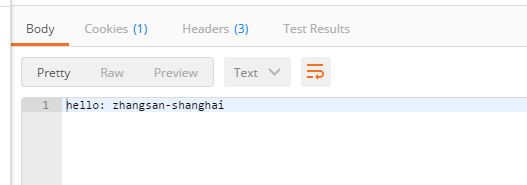 Body Cookies (1) Headers (3) Test Results
Pretty Raw Preview Text
1 hello: zhangsan-shanghai